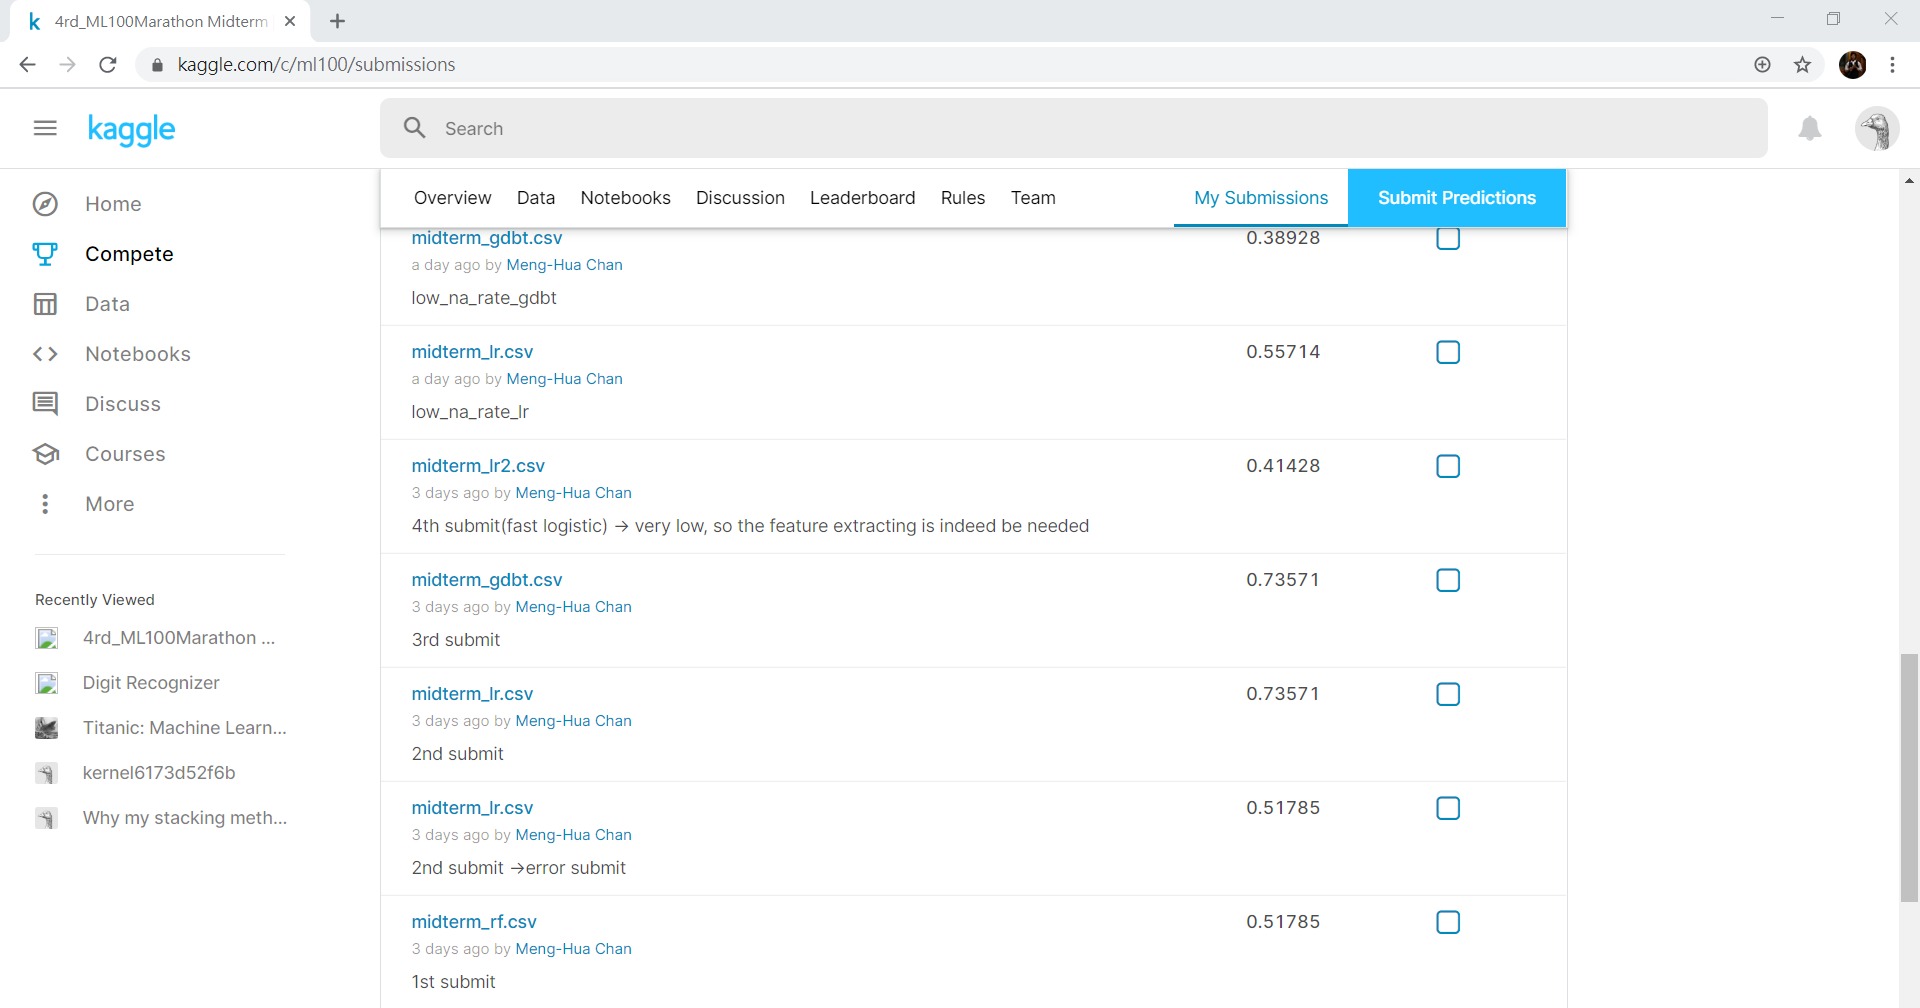 4rd_ML100Marathon Midterm
kaggle.com/c/ml100/submissions
kaggle
Search
Home
Compete
Data
Notebooks
Discuss
Courses
More
Recently Viewed
4rd_ML100Marathon ...
Digit Recognizer
Titanic: Machine Learn...
kernel6173d52f6b
Why my stacking meth...
Overview Data Notebooks Discussion Leaderboard Rules Team My Submissions Submit Predictions
midterm_gdbt.csv 0.38928
a day ago by Meng-Hua Chan
low_na_rate_gdbt
midterm_lr.csv 0.55714
a day ago by Meng-Hua Chan
low_na_rate_lr
midterm_lr2.csv 0.41428
3 days ago by Meng-Hua Chan
4th submit(fast logistic) → very low, so the feature extracting is indeed be needed
midterm_gdbt.csv 0.73571
3 days ago by Meng-Hua Chan
3rd submit
midterm_lr.csv 0.73571
3 days ago by Meng-Hua Chan
2nd submit
midterm_lr.csv 0.51785
3 days ago by Meng-Hua Chan
2nd submit →error submit
midterm_rf.csv 0.51785
3 days ago by Meng-Hua Chan
1st submit